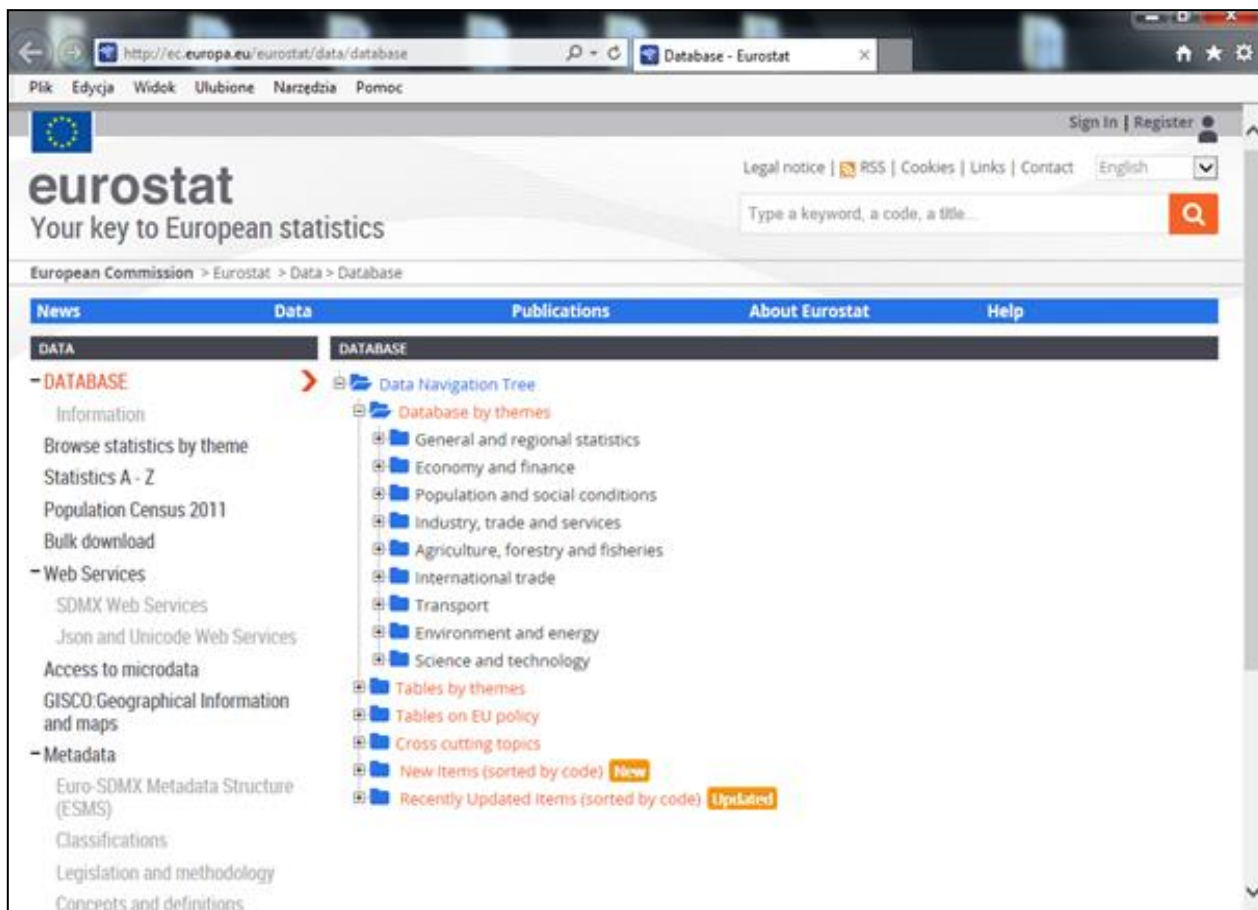 http://ec.europa.eu/eurostat/data/database
Database - Eurostat
Plik Edycja Widok Ulubione Narzędzia Pomoc
Sign In | Register
Legal notice | RSS | Cookies | Links | Contact English
eurostat
Type a keyword, a code, a title...
Your key to European statistics
European Commission > Eurostat > Data > Database
News Data Publications About Eurostat Help
DATA
DATABASE
Information
Browse statistics by theme
Statistics A - Z
Population Census 2011
Bulk download
Web Services
SDMX Web Services
Json and Unicode Web Services
Access to microdata
GISCO:Geographical Information
and maps
Metadata
Euro-SDMX Metadata Structure
(ESMS)
Classifications
Legislation and methodology
Concepts and definitions
DATABASE
Data Navigation Tree
Database by themes
General and regional statistics
Economy and finance
Population and social conditions
Industry, trade and services
Agriculture, forestry and fisheries
International trade
Transport
Environment and energy
Science and technology
Tables by themes
Tables on EU policy
Cross cutting topics
New Items (sorted by code) New
Recently Updated Items (sorted by code) Updated